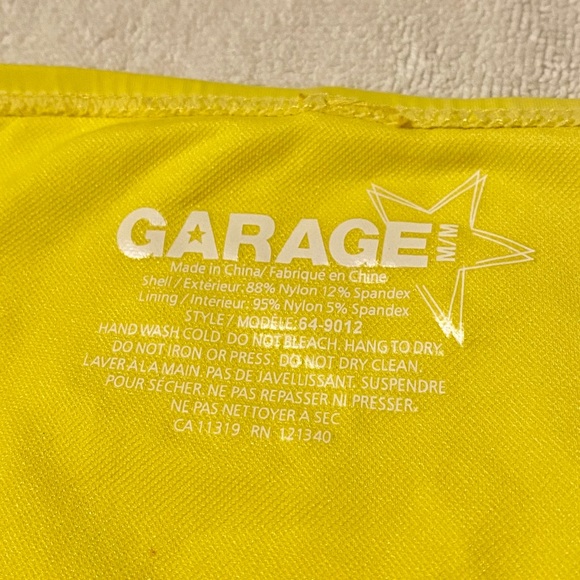 GARAGE
M/M
Made in China/Fabriqué en Chine
Shell/Extérieur: 88% Nylon 12% Spandex
Lining/Intérieur: 95% Nylon 5% Spandex
STYLE/MODÈLE: 64-9012
HAND WASH COLD. DO NOT BLEACH. HANG TO DRY.
DO NOT IRON OR PRESS. DO NOT DRY CLEAN.
LAVER À LA MAIN. PAS DE JAVELLISSANT. SUSPENDRE
POUR SÉCHER. NE PAS REPASSER NI PRESSER.
NE PAS NETTOYER À SEC
CA 11319 RN 121340